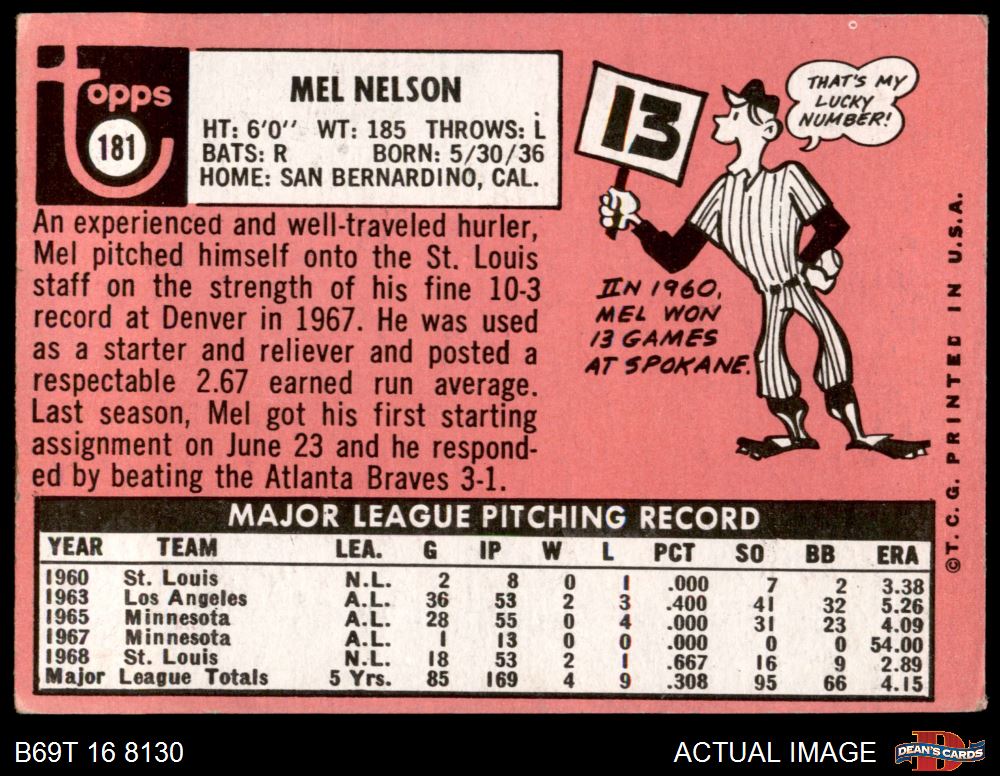 Topps
181
MEL NELSON
HT: 6'0" WT: 185 THROWS: L
BATS: R BORN: 5/30/36
HOME: SAN BERNARDINO, CAL.
An experienced and well-traveled hurler,
Mel pitched himself onto the St. Louis
staff on the strength of his fine 10-3
record at Denver in 1967. He was used
as a starter and reliever and posted a
respectable 2.67 earned run average.
Last season, Mel got his first starting
assignment on June 23 and he respond-
ed by beating the Atlanta Braves 3-1.
13
THAT'S MY
LUCKY
NUMBER!
IN 1960,
MEL WON
13 GAMES
AT SPOKANE.
© T. C. G. PRINTED IN U.S.A.
MAJOR LEAGUE PITCHING RECORD
YEAR TEAM LEA. G IP W L PCT SO BB ERA
1960 St. Louis N.L. 2 8 0 1 .000 7 2 3.38
1963 Los Angeles A.L. 36 53 2 3 .400 41 32 5.26
1965 Minnesota A.L. 28 55 0 4 .000 31 23 4.09
1967 Minnesota A.L. 1 13 0 0 .000 0 0 54.00
1968 St. Louis N.L. 18 53 2 1 .667 16 9 2.89
Major League Totals 5 Yrs. 85 169 4 9 .308 95 66 4.15
B69T 16 8130
ACTUAL IMAGE
DEAN'S CARDS